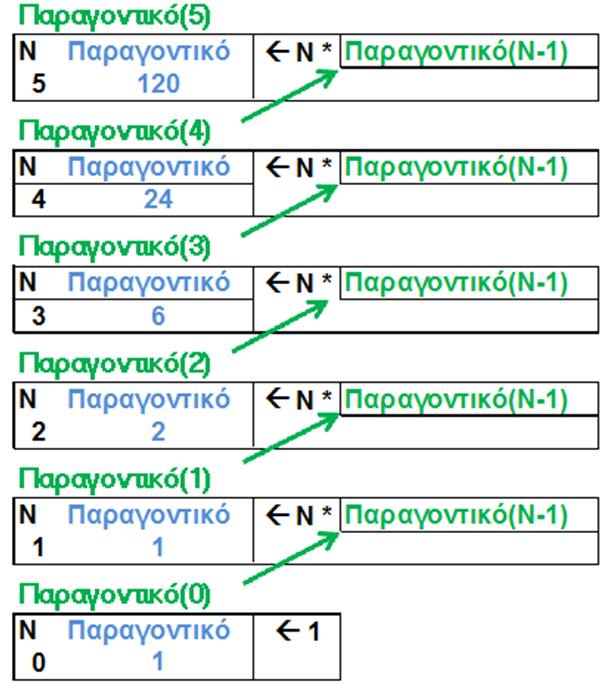 Παραγοντικό(5)
N Παραγοντικό ← N * Παραγοντικό(N-1)
5 120
Παραγοντικό(4)
N Παραγοντικό ← N * Παραγοντικό(N-1)
4 24
Παραγοντικό(3)
N Παραγοντικό ← N * Παραγοντικό(N-1)
3 6
Παραγοντικό(2)
N Παραγοντικό ← N * Παραγοντικό(N-1)
2 2
Παραγοντικό(1)
N Παραγοντικό ← N * Παραγοντικό(N-1)
1 1
Παραγοντικό(0)
N Παραγοντικό ← 1
0 1